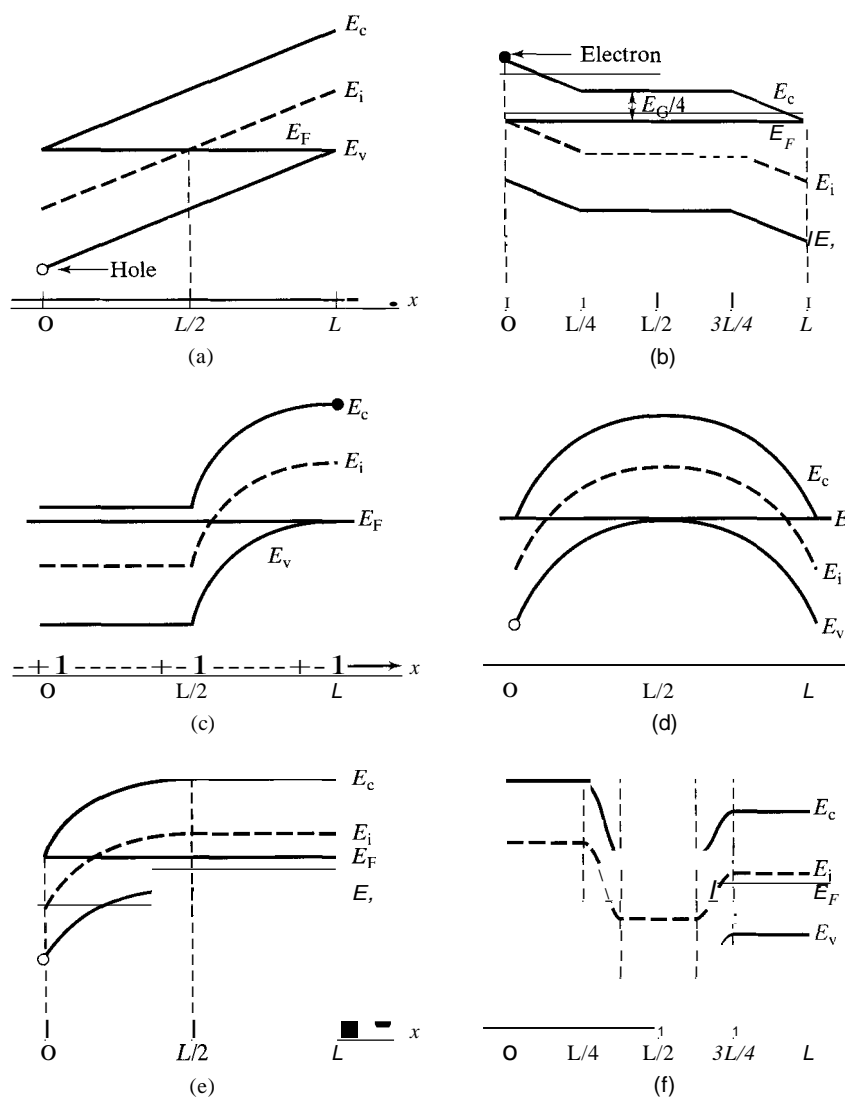 E_c
E_i
E_F
E_v
Hole
x
O L/2 L
(a)
Electron
E_c
E_G/4
E_F
E_i
IE,
O L/4 L/2 3L/4 L
(b)
E_c
E_i
E_F
E_v
x
O L/2 L
(c)
E_c
E
E_i
E_v
O L/2 L
(d)
E_c
E_i
E_F
E,
x
O L/2 L
(e)
E_c
E_i
E_F
E_v
O L/4 L/2 3L/4 L
(f)